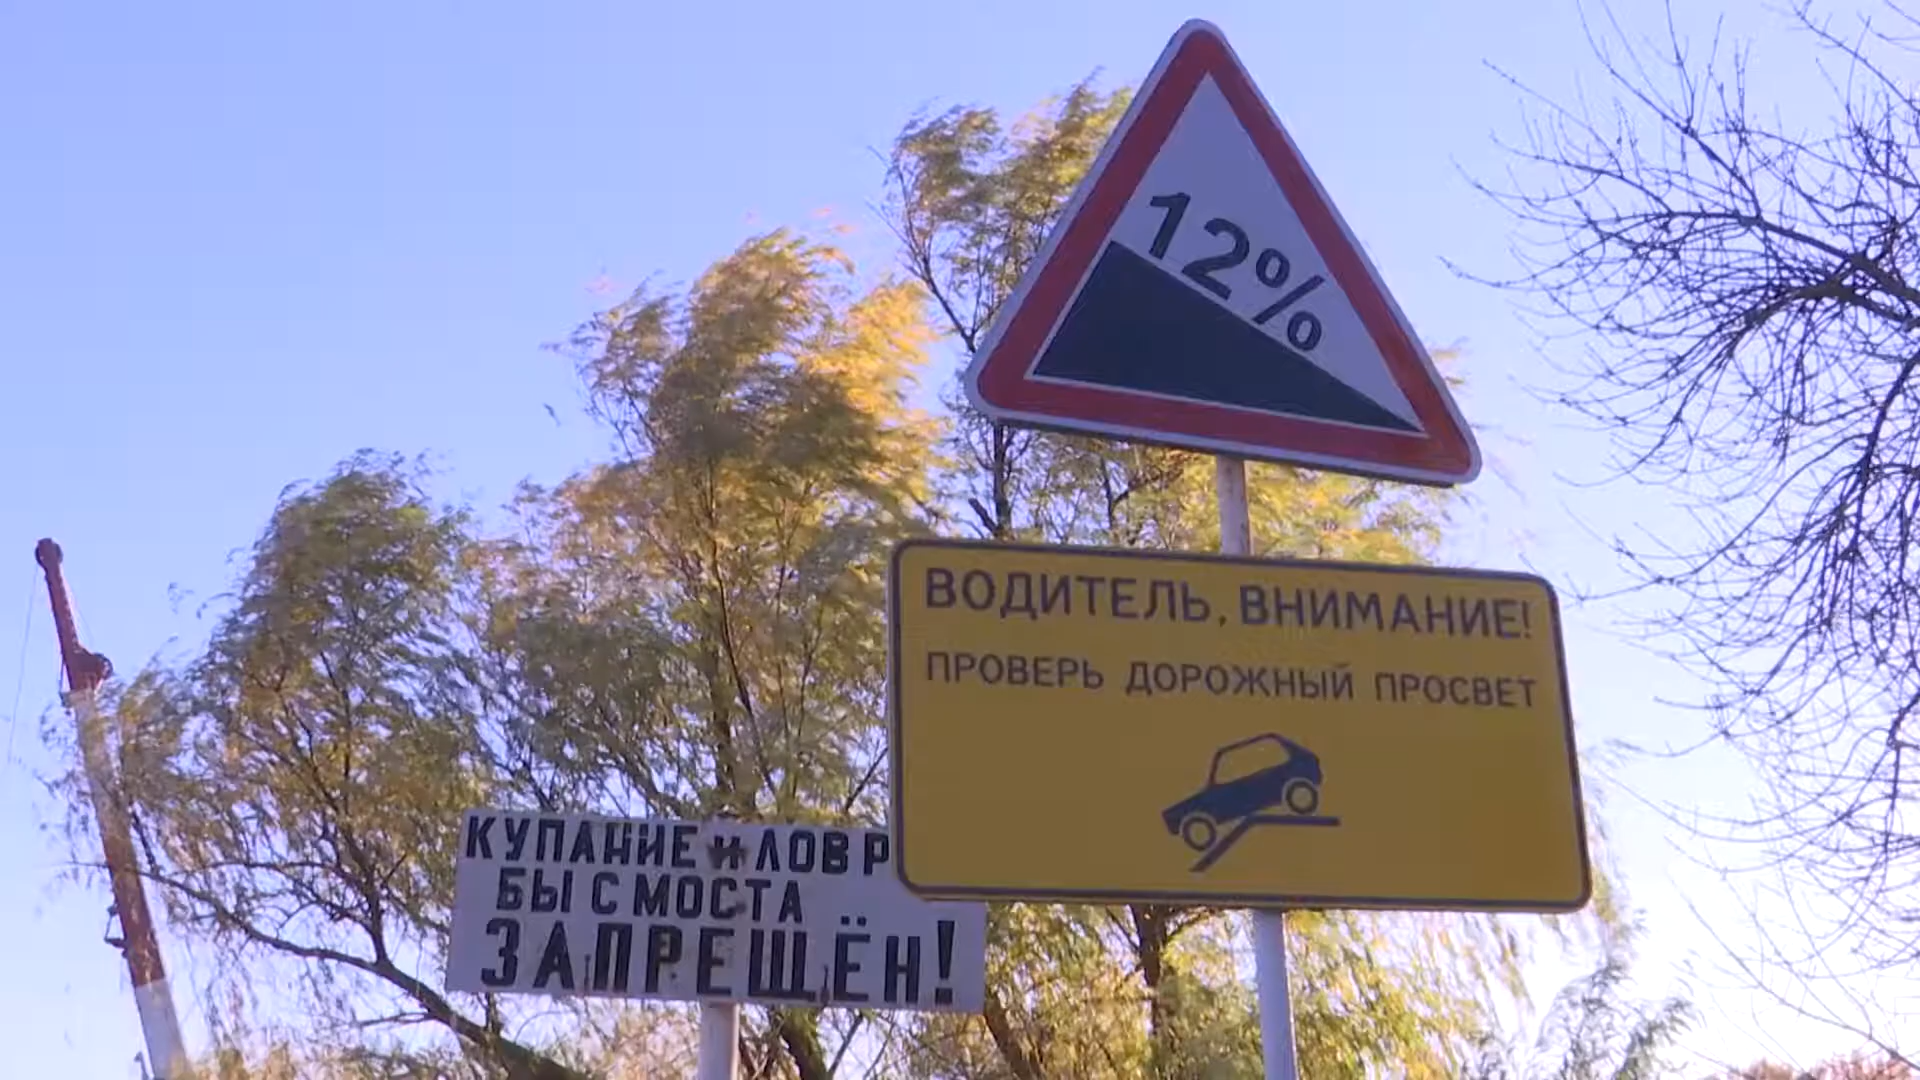 12%
ВОДИТЕЛЬ, ВНИМАНИЕ!
ПРОВЕРЬ ДОРОЖНЫЙ ПРОСВЕТ
КУПАНИЕ и ЛОВ Р
БЫ С МОСТА
ЗАПРЕЩЁН!